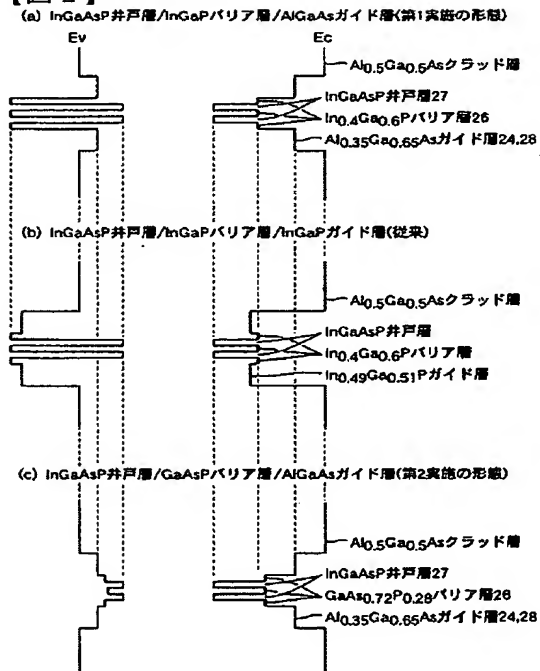 (a) InGaAsP井戸層/InGaPバリア層/AlGaAsガイド層(第1実施の形態)
Ev
Ec
Al0.5Ga0.5Asクラッド層
InGaAsP井戸層27
In0.4Ga0.6Pバリア層26
Al0.35Ga0.65Asガイド層24,28
(b) InGaAsP井戸層/InGaPバリア層/InGaPガイド層(従来)
Al0.5Ga0.5Asクラッド層
InGaAsP井戸層
In0.4Ga0.6Pバリア層
In0.49Ga0.51Pガイド層
(c) InGaAsP井戸層/GaAsPバリア層/AlGaAsガイド層(第2実施の形態)
Al0.5Ga0.5Asクラッド層
InGaAsP井戸層27
GaAs0.72P0.28バリア層26
Al0.35Ga0.65Asガイド層24,28